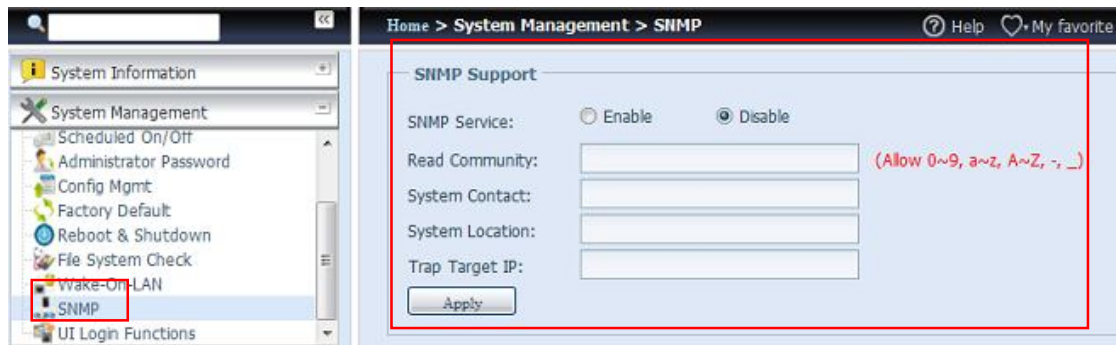 Home > System Management > SNMP
Help
My favorite
System Information
System Management
Scheduled On/Off
Administrator Password
Config Mgmt
Factory Default
Reboot & Shutdown
File System Check
Wake-On-LAN
SNMP
UI Login Functions
SNMP Support
SNMP Service: Enable Disable
Read Community: (Allow 0~9, a~z, A~Z, -, _)
System Contact:
System Location:
Trap Target IP:
Apply